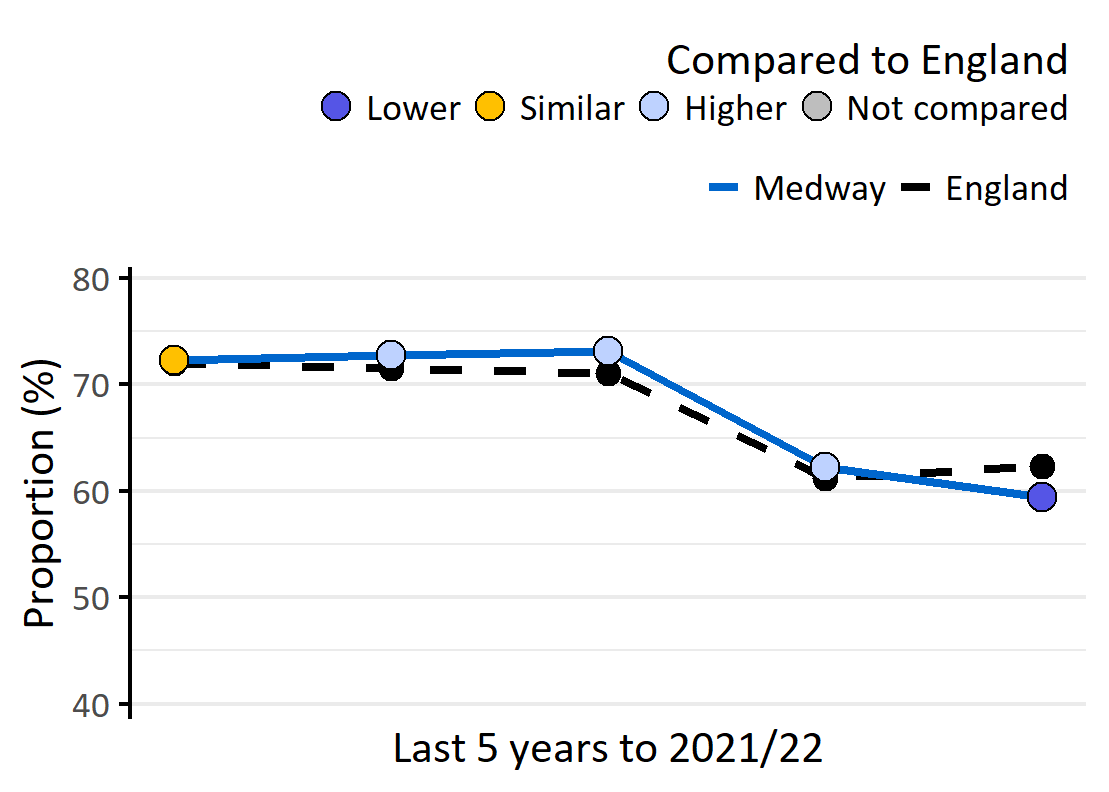 Compared to England
Lower Similar Higher Not compared
Medway England
80
70
60
50
40
Proportion (%)
Last 5 years to 2021/22